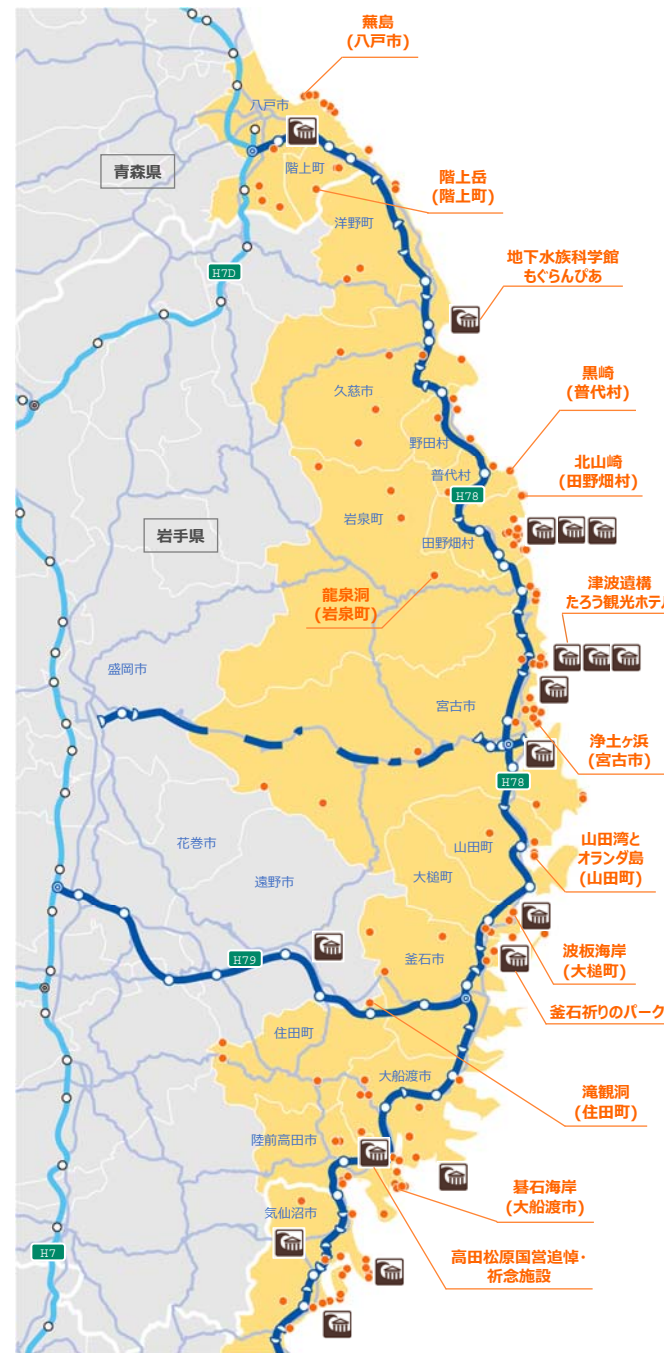 蕪島
(八戸市)
八戸市
青森県
階上町
階上岳
(階上町)
洋野町
地下水族科学館
もぐらんぴあ
H7D
久慈市
黒崎
(普代村)
野田村
北山崎
(田野畑村)
普代村
H78
岩泉町
岩手県
田野畑村
津波遺構
たろう観光ホテル
龍泉洞
(岩泉町)
盛岡市
宮古市
浄土ヶ浜
(宮古市)
H78
花巻市
山田町
山田湾と
オランダ島
(山田町)
大槌町
遠野市
波板海岸
(大槌町)
釜石市
H79
釜石祈りのパーク
住田町
大船渡市
滝観洞
(住田町)
陸前高田市
碁石海岸
(大船渡市)
気仙沼市
高田松原国営追悼・
祈念施設
H7